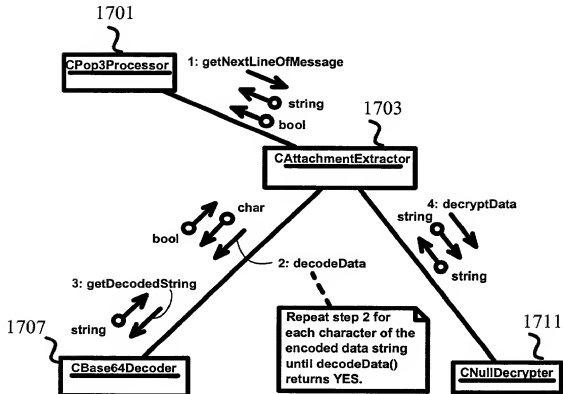 1701
CPop3Processor
1: getNextLineOfMessage
string
bool
1703
CAttachmentExtractor
char
bool
2: decodeData
3: getDecodedString
string
4: decryptData
string
string
Repeat step 2 for
each character of the
encoded data string
until decodeData()
returns YES.
1707
CBase64Decoder
1711
CNullDecrypter